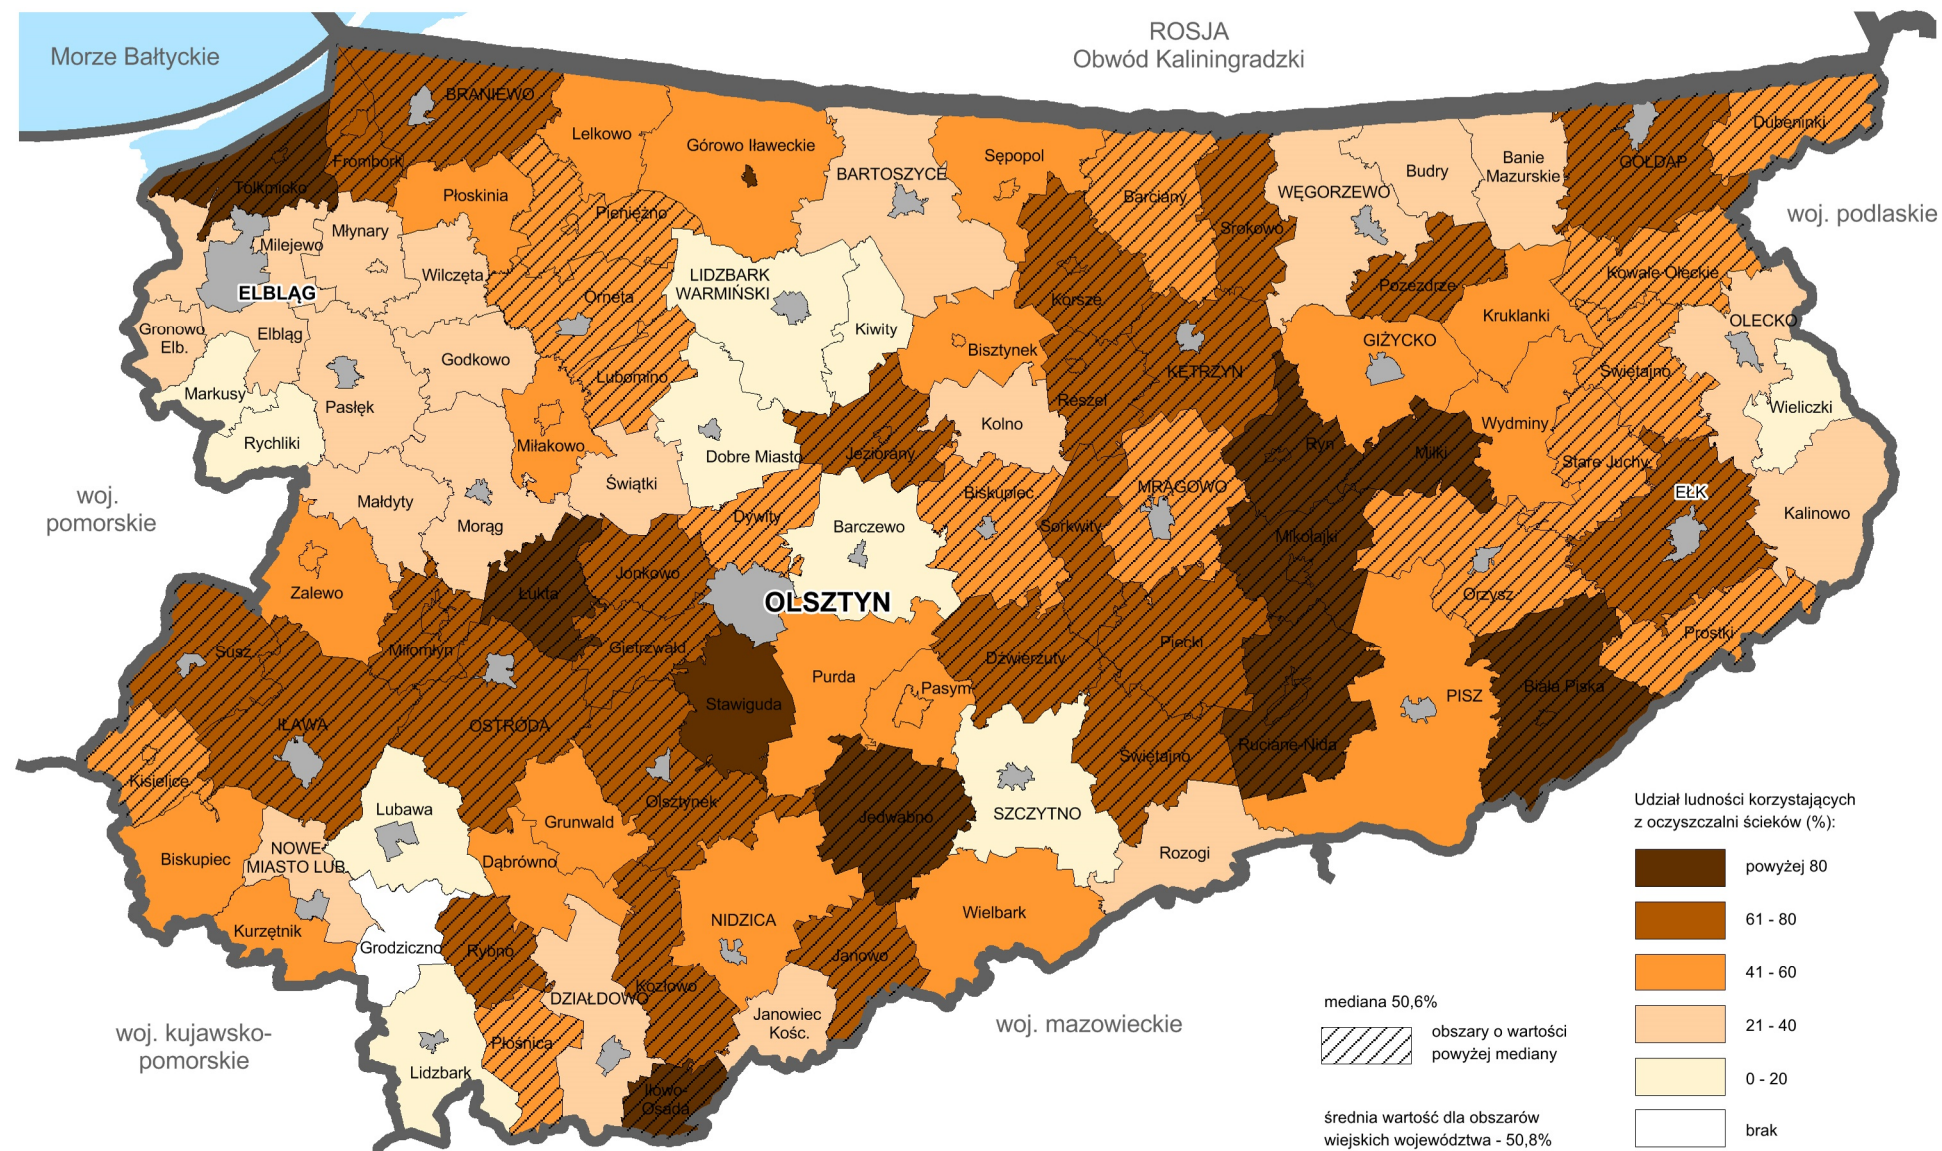 Morze Bałtyckie
ROSJA
Obwód Kaliningradzki
woj. podlaskie
woj.
pomorskie
woj. kujawsko-
pomorskie
woj. mazowieckie
BRANIEWO
Frombork
Tolkmicko
Lelkowo
Górowo Iławeckie
Płoskinia
Pieniężno
BARTOSZYCE
Sępopol
Barciany
Srokowo
WĘGORZEWO
Budry
Banie
Mazurskie
GOŁDAP
Dubeninki
Milejewo
Młynary
Wilczęta
ELBLĄG
Orneta
LIDZBARK
WARMIŃSKI
Kiwity
Korsze
Pozezdrze
Kowale Oleckie
Gronowo
Elb.
Elbląg
Godkowo
Bisztynek
KĘTRZYN
GIŻYCKO
Kruklanki
OLECKO
Markusy
Pasłęk
Lubomino
Reszel
Świętajno
Wieliczki
Rychliki
Miłakowo
Dobre Miasto
Jeziorany
Kolno
Ryn
Miłki
Wydminy
Stare Juchy
Małdyty
Morąg
Świątki
Dywity
Barczewo
Biskupiec
Sorkwity
MRĄGOWO
Mikołajki
EŁK
Kalinowo
Zalewo
Łukta
Jonkowo
OLSZTYN
Orzysz
Prostki
Susz
Miłomłyn
Gietrzwałd
Stawiguda
Purda
Pasym
Dźwierzuty
Piecki
PISZ
Biała Piska
IŁAWA
OSTRÓDA
Kisielice
Olsztynek
Świętajno
Ruciane-Nida
Lubawa
Grunwald
Jedwabno
SZCZYTNO
Biskupiec
NOWE
MIASTO LUB.
Dąbrówno
Rozogi
Kurzętnik
Grodziczno
Rybno
NIDZICA
Wielbark
Janowo
Kozłowo
DZIAŁDOWO
Janowiec
Kośc.
Płośnica
Lidzbark
Iłowo-
Osada
mediana 50,6%
obszary o wartości
powyżej mediany
średnia wartość dla obszarów
wiejskich województwa - 50,8%
Udział ludności korzystających
z oczyszczalni ścieków (%):
powyżej 80
61 - 80
41 - 60
21 - 40
0 - 20
brak